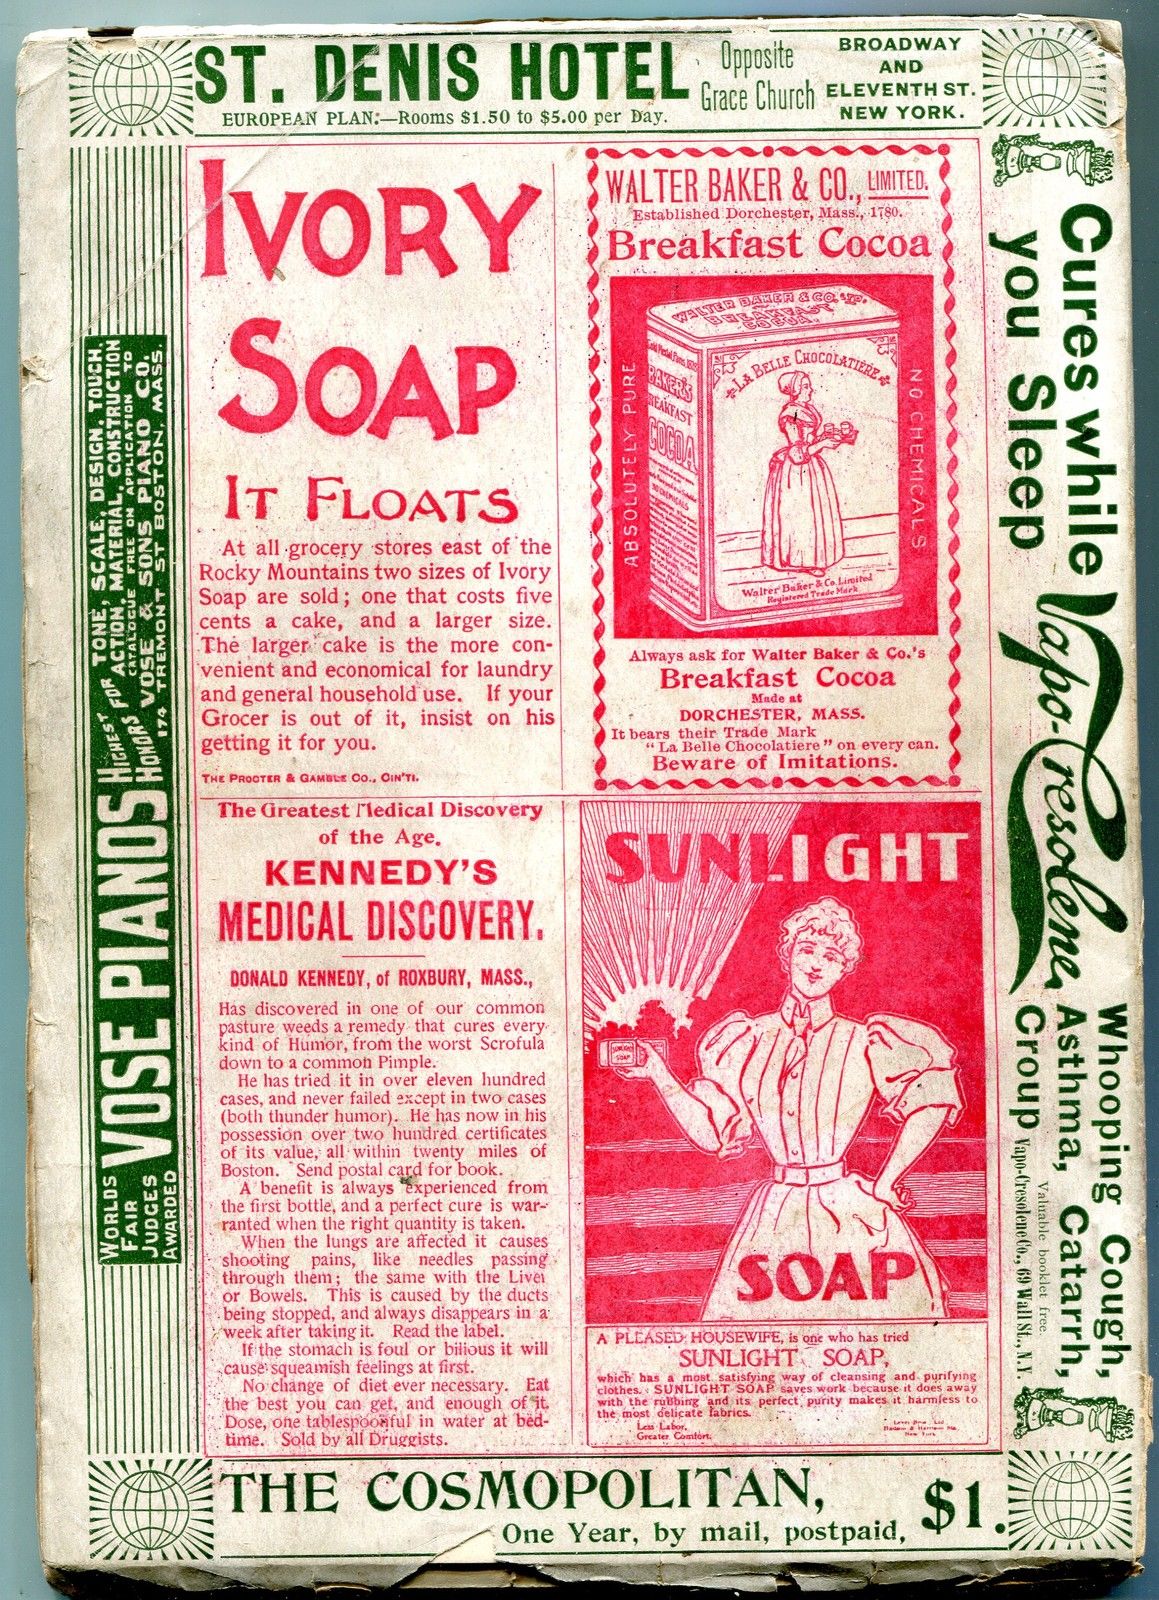 ST. DENIS HOTEL
EUROPEAN PLAN:—Rooms $1.50 to $5.00 per Day.
Opposite
Grace Church
BROADWAY
AND
ELEVENTH ST.
NEW YORK.
WORLDS
FAIR
JUDGES
AWARDED
VOSE PIANOS
HIGHEST
HONORS
FOR
TONE, SCALE, DESIGN, TOUCH,
ACTION, MATERIAL, CONSTRUCTION
CATALOGUE FREE ON APPLICATION TO
VOSE & SONS PIANO CO.
174 TREMONT ST BOSTON, MASS.
IVORY
SOAP
IT FLOATS
At all grocery stores east of the
Rocky Mountains two sizes of Ivory
Soap are sold; one that costs five
cents a cake, and a larger size.
The larger cake is the more con-
venient and economical for laundry
and general household use. If your
Grocer is out of it, insist on his
getting it for you.
THE PROCTER & GAMBLE CO., CIN'TI.
WALTER BAKER & CO., LIMITED.
Established Dorchester, Mass., 1780.
Breakfast Cocoa
WALTER BAKER & CO. LTD.
BREAKFAST
COCOA.
BAKER'S
BREAKFAST
COCOA
LA BELLE CHOCOLATIÈRE
Walter Baker & Co. Limited
Registered Trade Mark
ABSOLUTELY PURE
NO CHEMICALS
Always ask for Walter Baker & Co.'s
Breakfast Cocoa
Made at
DORCHESTER, MASS.
It bears their Trade Mark
"La Belle Chocolatiere" on every can.
Beware of Imitations.
The Greatest Medical Discovery
of the Age.
KENNEDY'S
MEDICAL DISCOVERY.
DONALD KENNEDY, of ROXBURY, MASS.,
Has discovered in one of our common
pasture weeds a remedy that cures every
kind of Humor, from the worst Scrofula
down to a common Pimple.
He has tried it in over eleven hundred
cases, and never failed except in two cases
(both thunder humor). He has now in his
possession over two hundred certificates
of its value, all within twenty miles of
Boston. Send postal card for book.
A benefit is always experienced from
the first bottle, and a perfect cure is war-
ranted when the right quantity is taken.
When the lungs are affected it causes
shooting pains, like needles passing
through them; the same with the Liver
or Bowels. This is caused by the ducts
being stopped, and always disappears in a
week after taking it. Read the label.
If the stomach is foul or bilious it will
cause squeamish feelings at first.
No change of diet ever necessary. Eat
the best you can get, and enough of it.
Dose, one tablespoonful in water at bed-
time. Sold by all Druggists.
SUNLIGHT
SUNLIGHT
SOAP
SOAP
A PLEASED HOUSEWIFE, is one who has tried
SUNLIGHT SOAP,
which has a most satisfying way of cleansing and purifying
clothes. SUNLIGHT SOAP saves work because it does away
with the rubbing and its perfect purity makes it harmless to
the most delicate fabrics.
Less Labor,
Greater Comfort.
Lever Bros. Ltd
New York
Cures while
you Sleep
Vapo-Cresolene
Whooping Cough,
Asthma, Catarrh,
Croup
Valuable booklet free.
Vapo-Cresolene Co., 69 Wall St., N.Y.
THE COSMOPOLITAN,
One Year, by mail, postpaid,
$1.